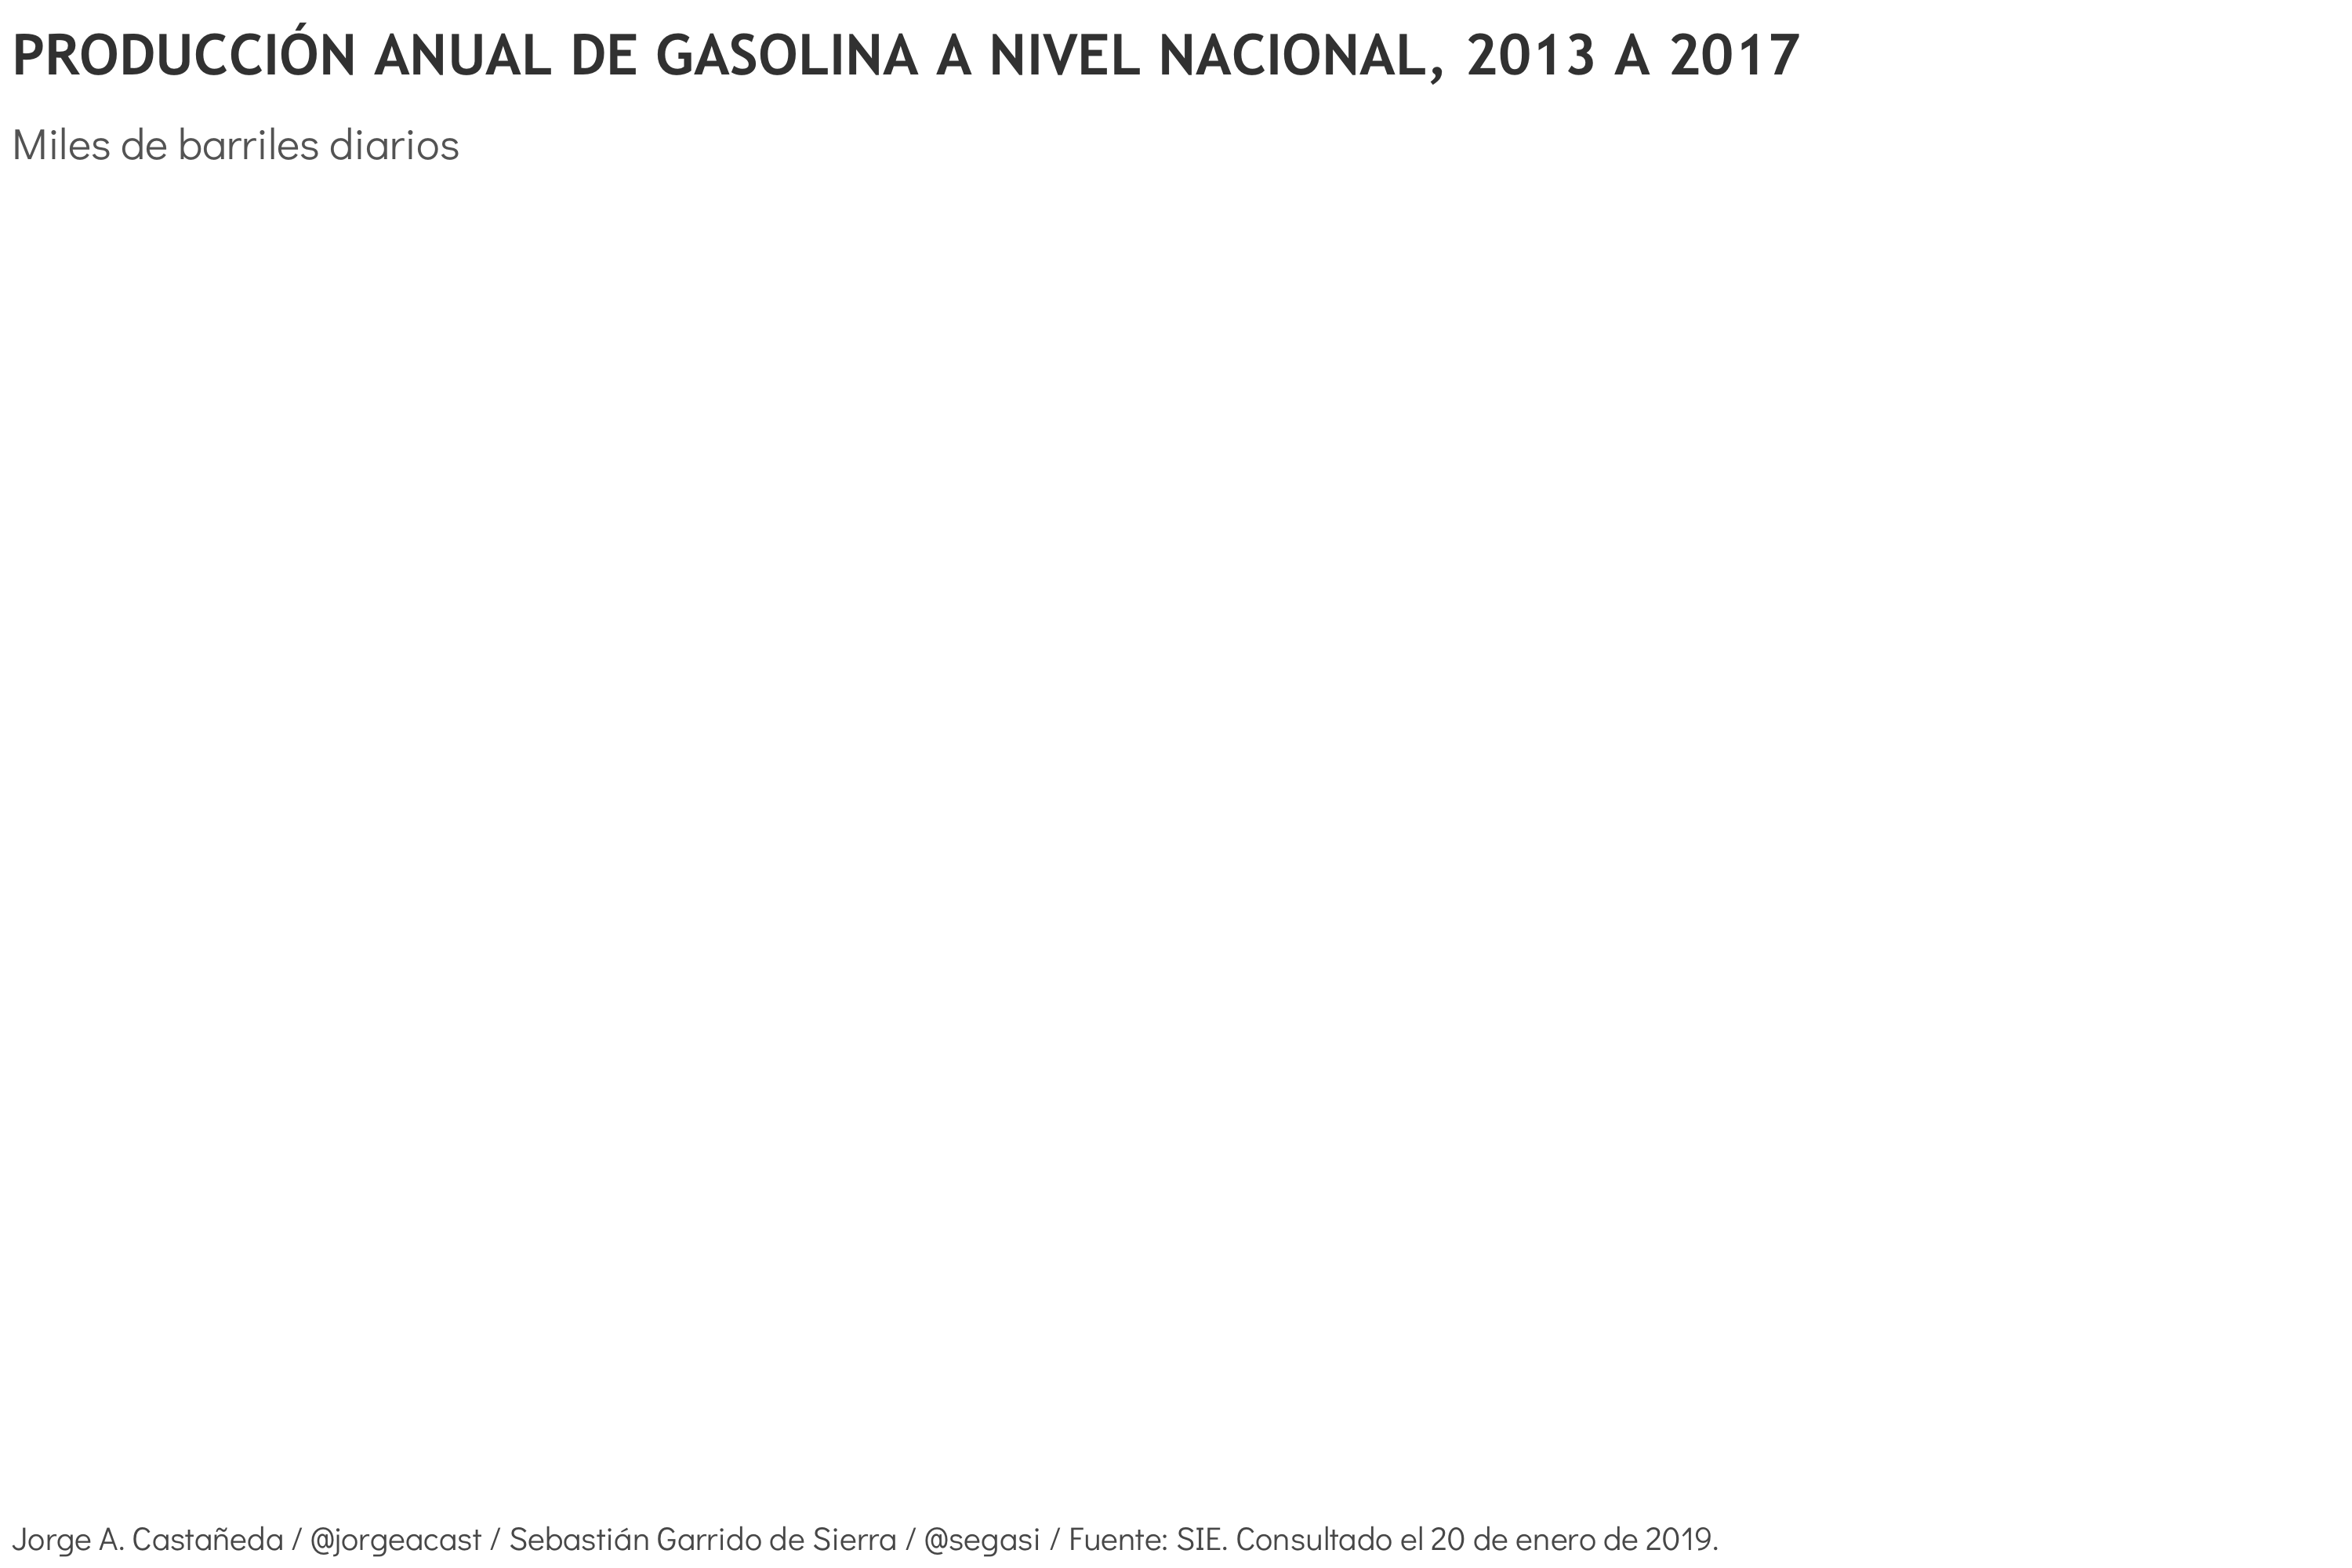 PRODUCCIÓN ANUAL DE GASOLINA A NIVEL NACIONAL, 2013 A 2017
Miles de barriles diarios
Jorge A. Castañeda / @jorgeacast / Sebastián Garrido de Sierra / @segasi / Fuente: SIE. Consultado el 20 de enero de 2019.